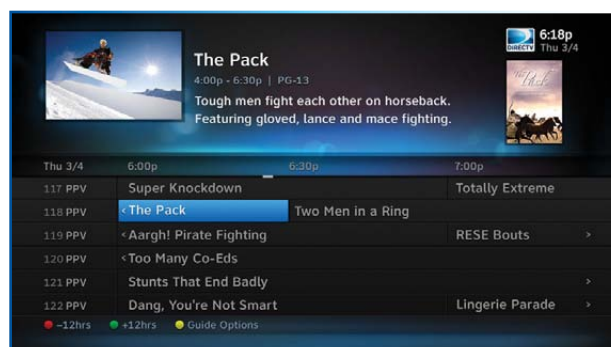 The Pack
4:00p - 6:30p | PG-13
Tough men fight each other on horseback.
Featuring gloved, lance and mace fighting.
DIRECTV
6:18p
Thu 3/4
The Pack
Thu 3/4 6:00p 6:30p 7:00p
117 PPV Super Knockdown Totally Extreme
118 PPV <The Pack Two Men in a Ring
119 PPV <Aargh! Pirate Fighting RESE Bouts >
120 PPV <Too Many Co-Eds
121 PPV Stunts That End Badly >
122 PPV Dang, You're Not Smart Lingerie Parade >
-12hrs +12hrs Guide Options